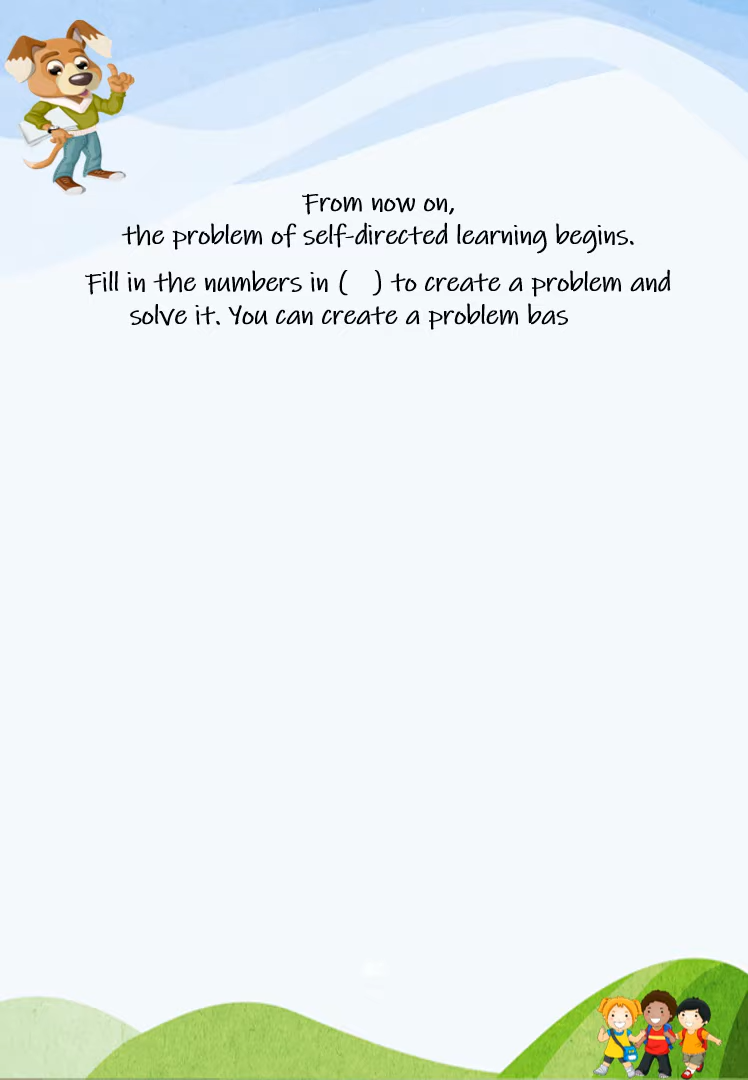 From now on,
the problem of self-directed learning begins.
Fill in the numbers in (   ) to create a problem and
solve it. You can create a problem bas